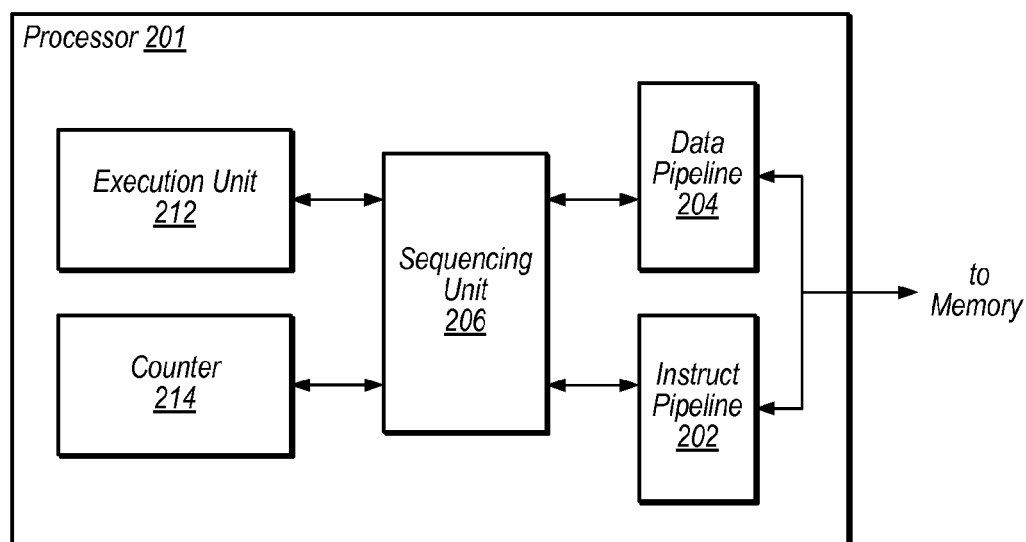 Processor 201
Execution Unit
212
Counter
214
Sequencing
Unit
206
Data
Pipeline
204
Instruct
Pipeline
202
to
Memory